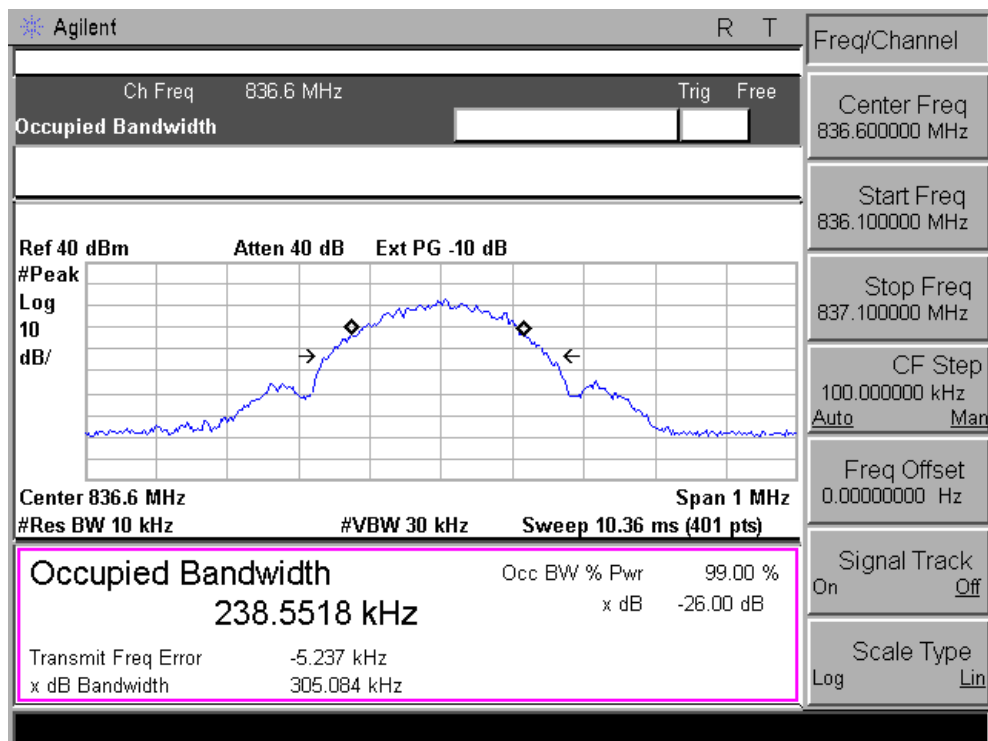 Agilent R T
Ch Freq 836.6 MHz Trig Free
Occupied Bandwidth
Ref 40 dBm Atten 40 dB Ext PG -10 dB
#Peak
Log
10
dB/
Center 836.6 MHz Span 1 MHz
#Res BW 10 kHz #VBW 30 kHz Sweep 10.36 ms (401 pts)
Occupied Bandwidth Occ BW % Pwr 99.00 %
238.5518 kHz x dB -26.00 dB
Transmit Freq Error -5.237 kHz
x dB Bandwidth 305.084 kHz
Freq/Channel
Center Freq
836.600000 MHz
Start Freq
836.100000 MHz
Stop Freq
837.100000 MHz
CF Step
100.000000 kHz
Auto Man
Freq Offset
0.00000000 Hz
Signal Track
On Off
Scale Type
Log Lin